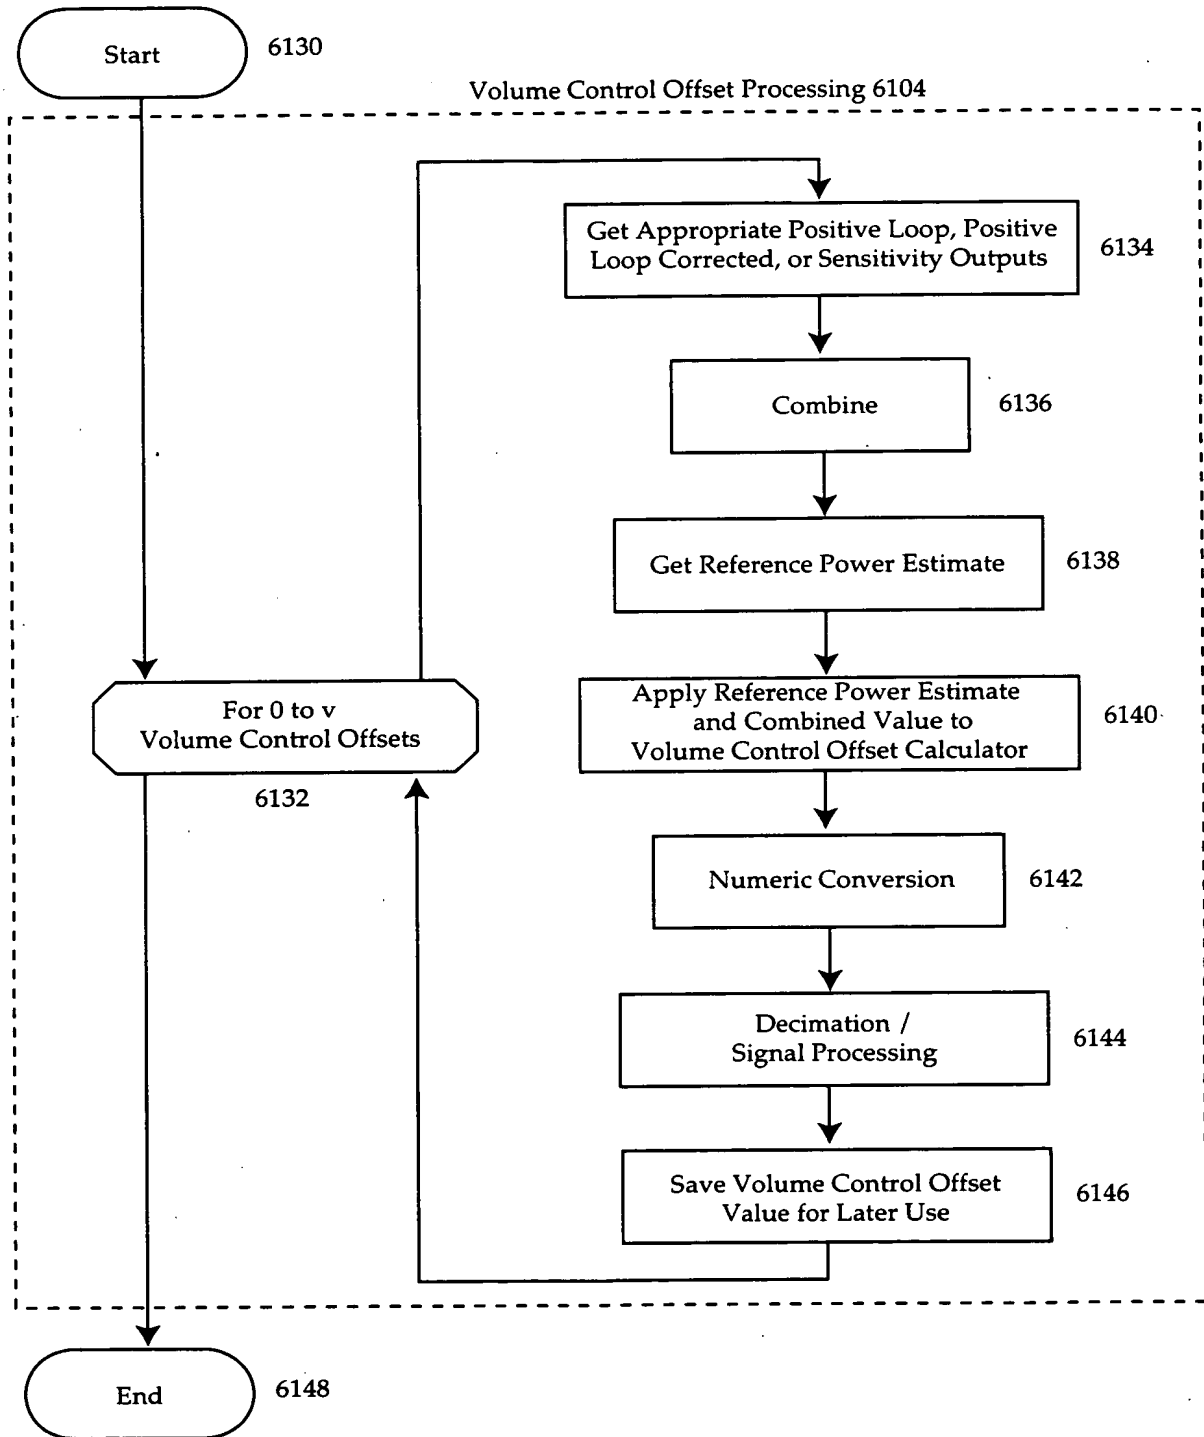 Start
6130
Volume Control Offset Processing 6104
Get Appropriate Positive Loop, Positive
Loop Corrected, or Sensitivity Outputs
6134
Combine
6136
Get Reference Power Estimate
6138
For 0 to v
Volume Control Offsets
6132
Apply Reference Power Estimate
and Combined Value to
Volume Control Offset Calculator
6140
Numeric Conversion
6142
Decimation /
Signal Processing
6144
Save Volume Control Offset
Value for Later Use
6146
End
6148